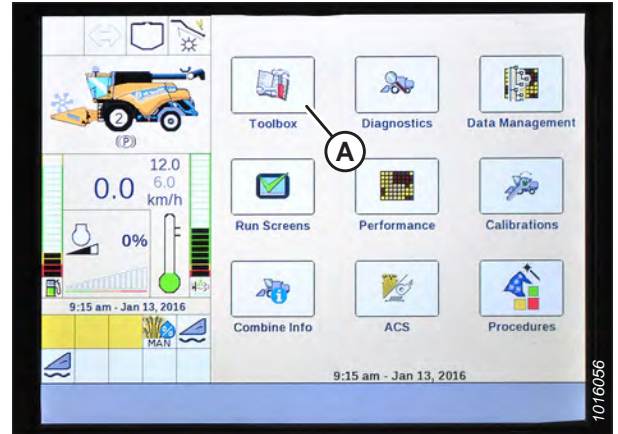 2
(P)
12.0
0.0
6.0
km/h
0%
9:15 am - Jan 13, 2016
MAN
Toolbox
Diagnostics
Data Management
A
Run Screens
Performance
Calibrations
Combine Info
ACS
Procedures
9:15 am - Jan 13, 2016
1016056